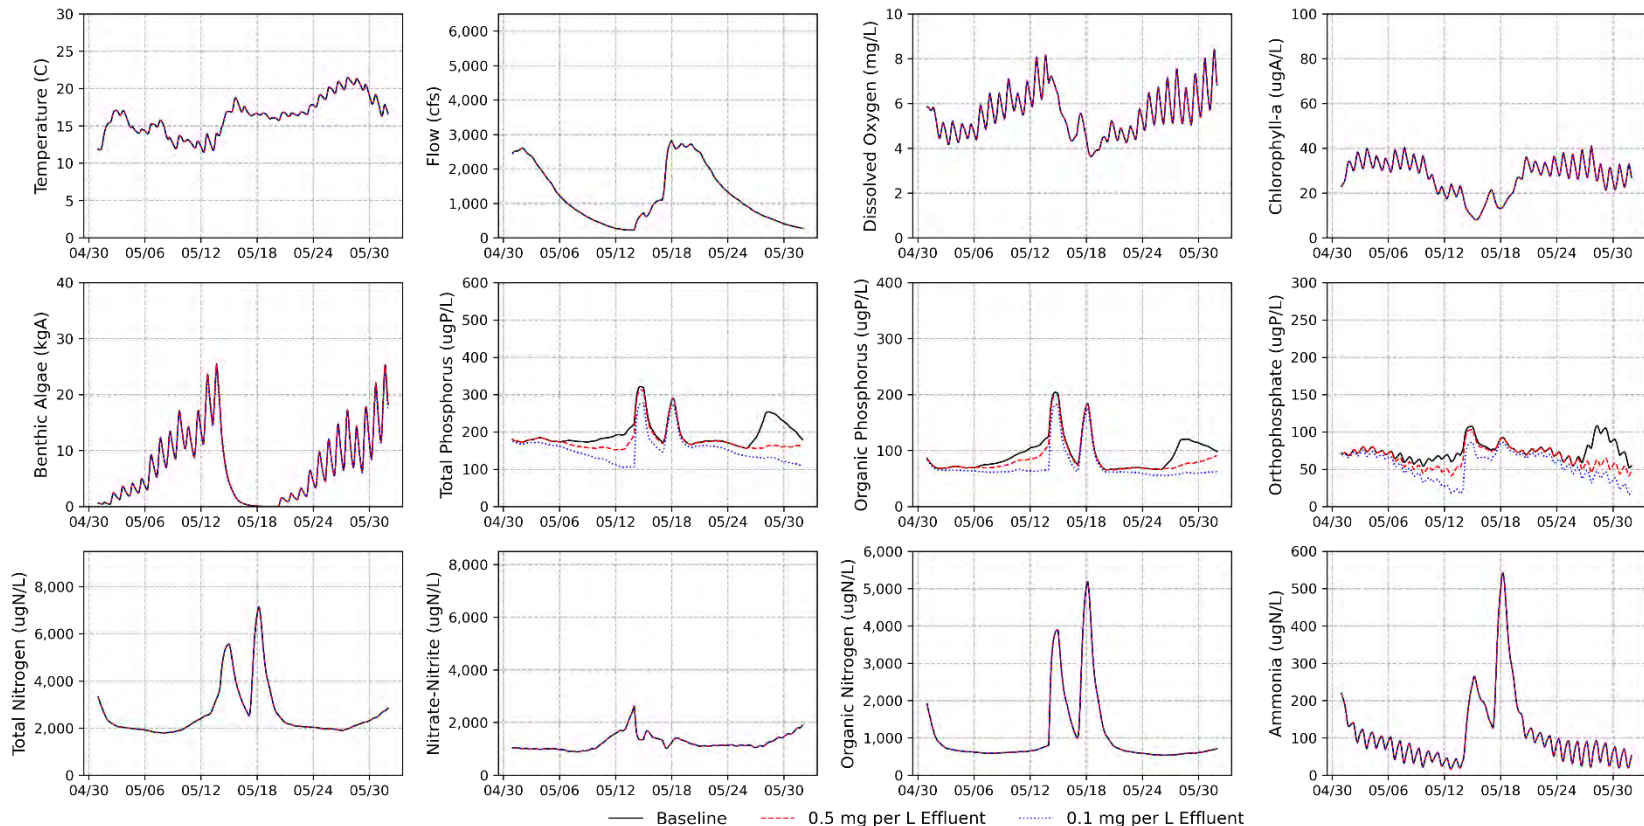 Temperature (C)
30
25
20
15
10
5
0
04/30 05/06 05/12 05/18 05/24 05/30
Flow (cfs)
6,000
5,000
4,000
3,000
2,000
1,000
0
04/30 05/06 05/12 05/18 05/24 05/30
Dissolved Oxygen (mg/L)
10
8
6
4
2
0
04/30 05/06 05/12 05/18 05/24 05/30
Chlorophyll-a (ugA/L)
100
80
60
40
20
0
04/30 05/06 05/12 05/18 05/24 05/30
Benthic Algae (kgA)
40
30
20
10
0
04/30 05/06 05/12 05/18 05/24 05/30
Total Phosphorus (ugP/L)
600
500
400
300
200
100
0
04/30 05/06 05/12 05/18 05/24 05/30
Organic Phosphorus (ugP/L)
400
300
200
100
0
04/30 05/06 05/12 05/18 05/24 05/30
Orthophosphate (ugP/L)
300
250
200
150
100
50
0
04/30 05/06 05/12 05/18 05/24 05/30
Total Nitrogen (ugN/L)
8,000
6,000
4,000
2,000
0
04/30 05/06 05/12 05/18 05/24 05/30
Nitrate-Nitrite (ugN/L)
8,000
6,000
4,000
2,000
0
04/30 05/06 05/12 05/18 05/24 05/30
Organic Nitrogen (ugN/L)
6,000
5,000
4,000
3,000
2,000
1,000
0
04/30 05/06 05/12 05/18 05/24 05/30
Ammonia (ugN/L)
600
500
400
300
200
100
0
04/30 05/06 05/12 05/18 05/24 05/30
Baseline 0.5 mg per L Effluent 0.1 mg per L Effluent